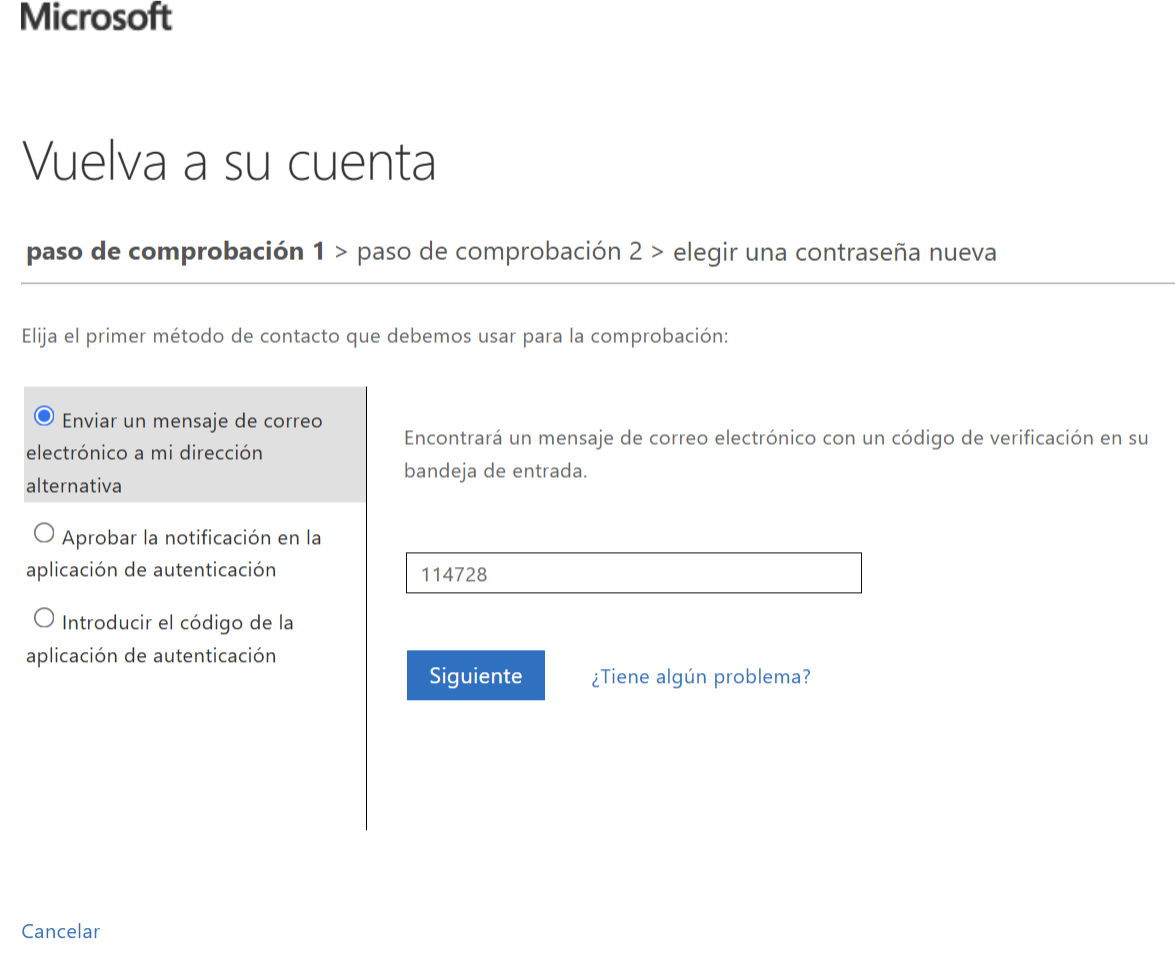 Microsoft
Vuelva a su cuenta
paso de comprobación 1 > paso de comprobación 2 > elegir una contraseña nueva
Elija el primer método de contacto que debemos usar para la comprobación:
Enviar un mensaje de correo
electrónico a mi dirección
alternativa
Aprobar la notificación en la
aplicación de autenticación
Introducir el código de la
aplicación de autenticación
Encontrará un mensaje de correo electrónico con un código de verificación en su
bandeja de entrada.
114728
Siguiente
¿Tiene algún problema?
Cancelar